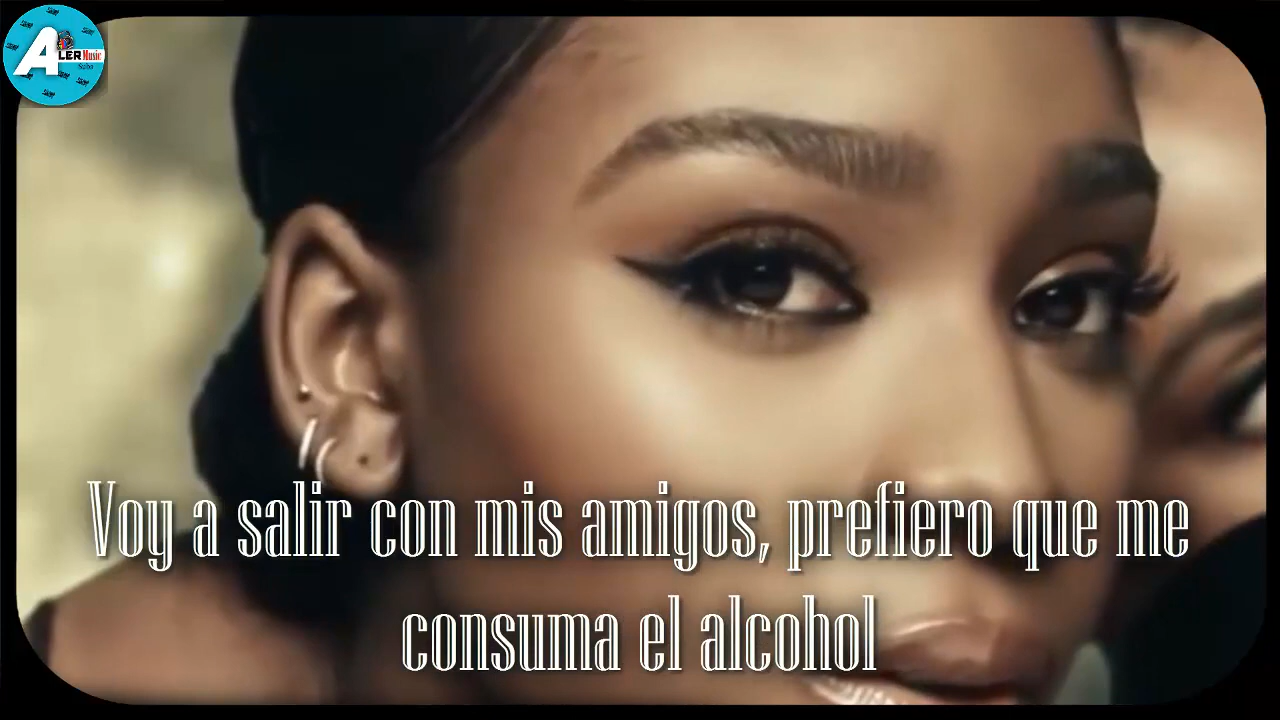 ALER Music
Voy a salir con mis amigos, prefiero que me
consuma el alcohol